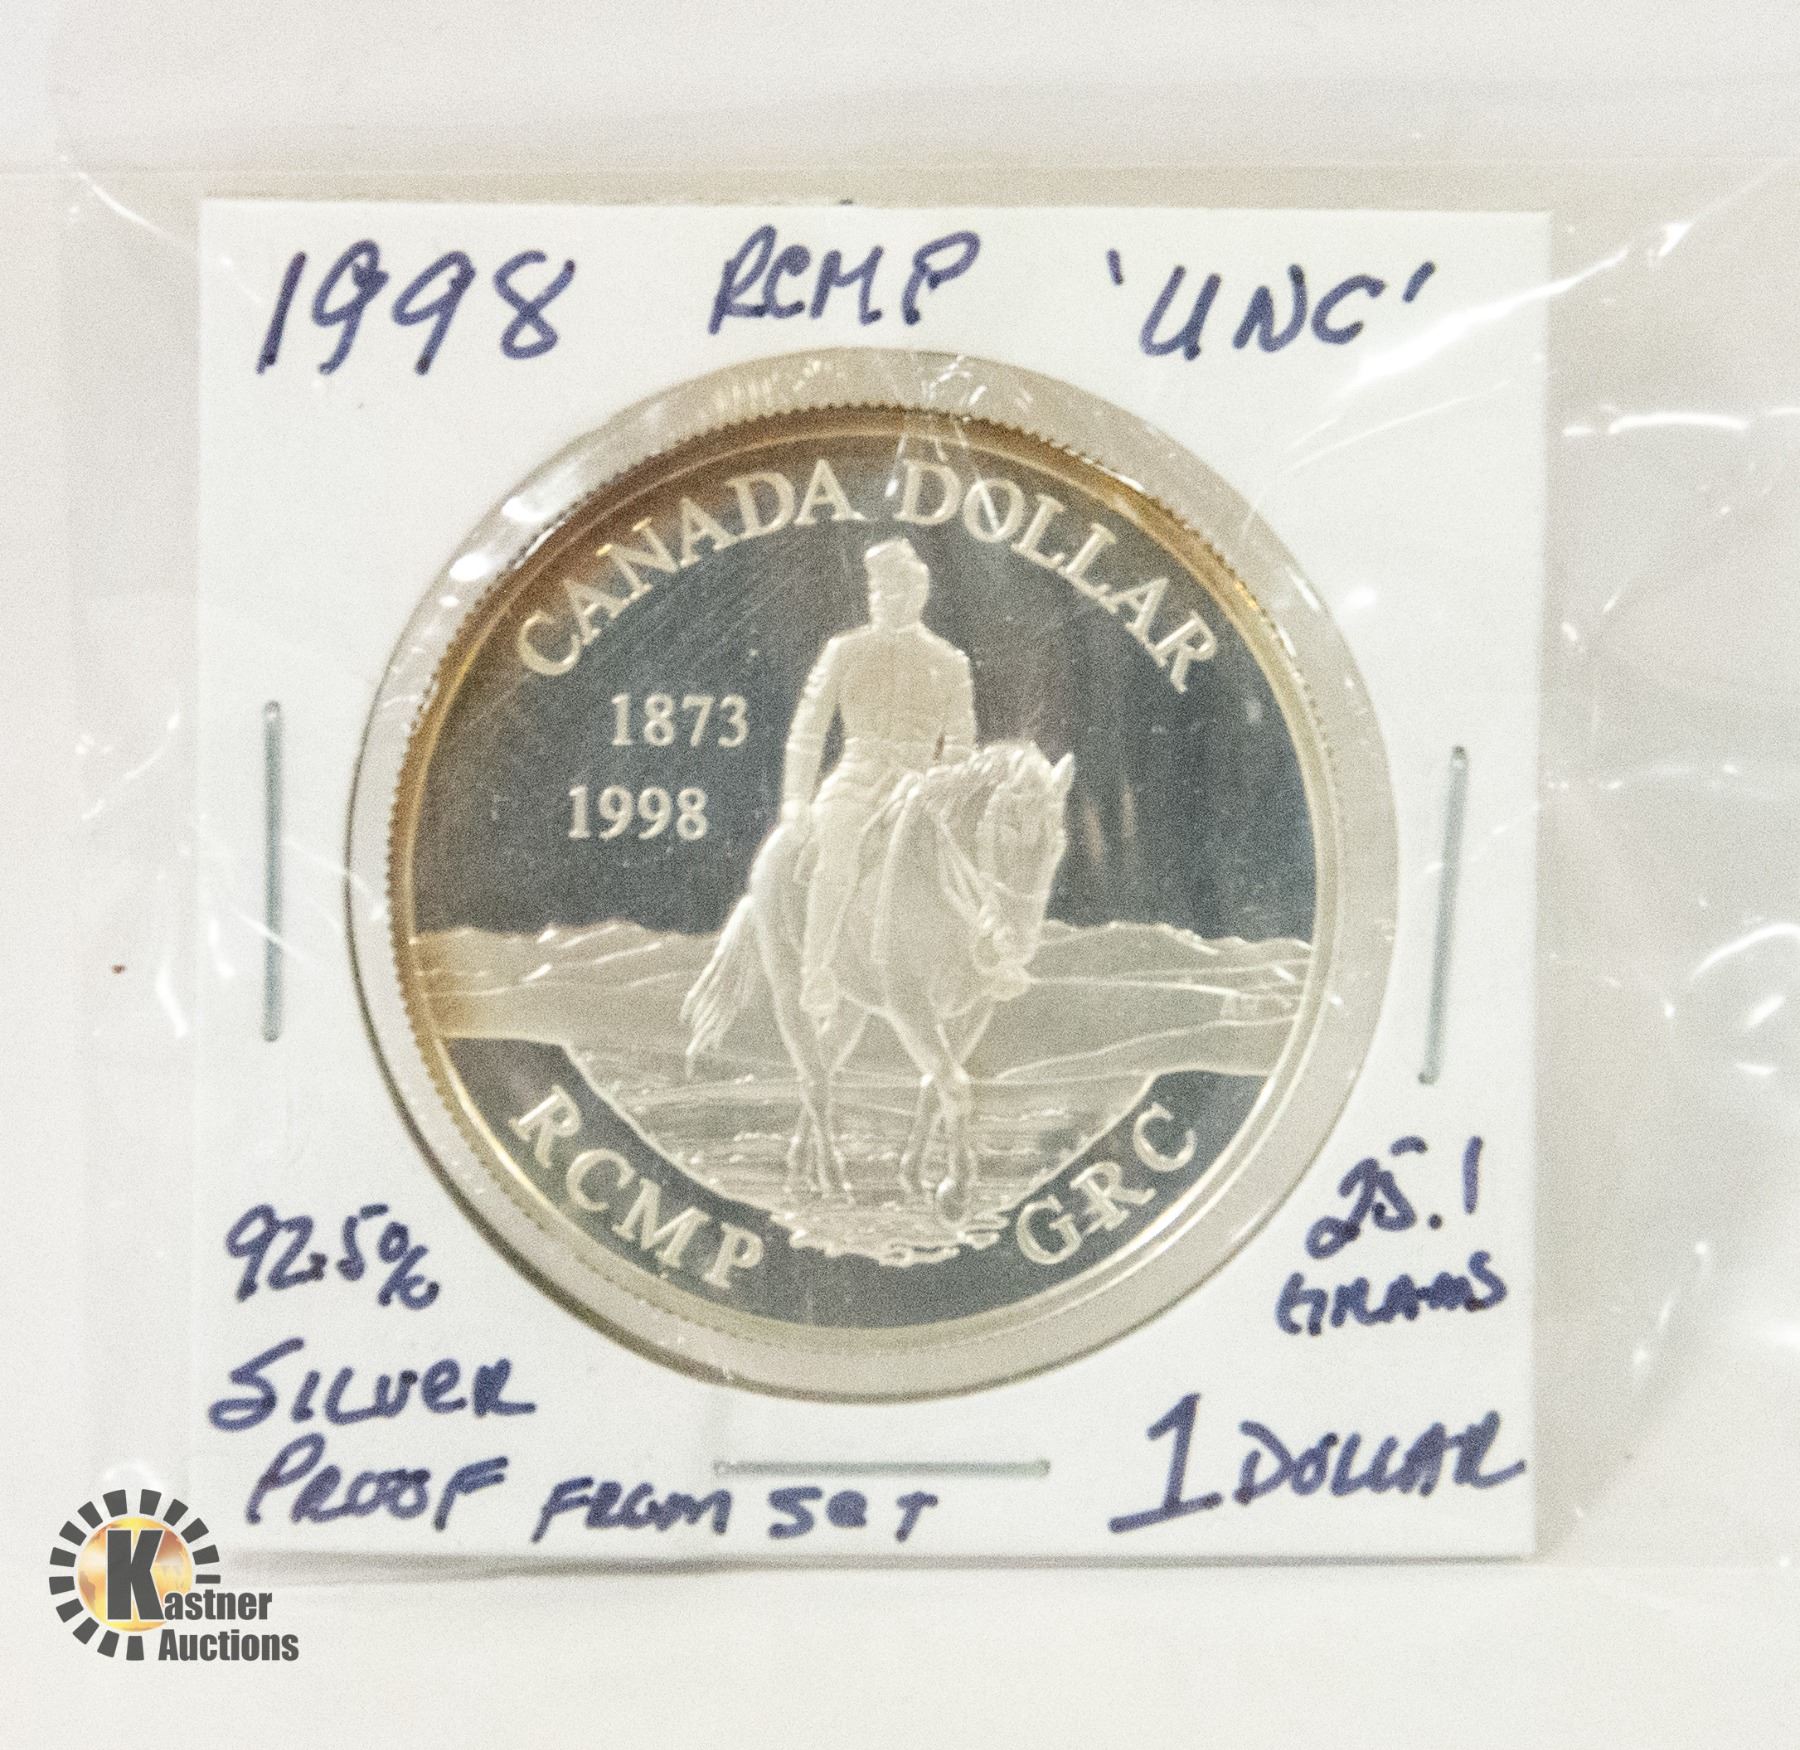 1998 RCMP 'UNC'
CANADA DOLLAR
1873
1998
RCMP GRC
92.5%
SILVER
PROOF FROM SET
25.1
GRAMS
1 DOLLAR
Kastner
Auctions